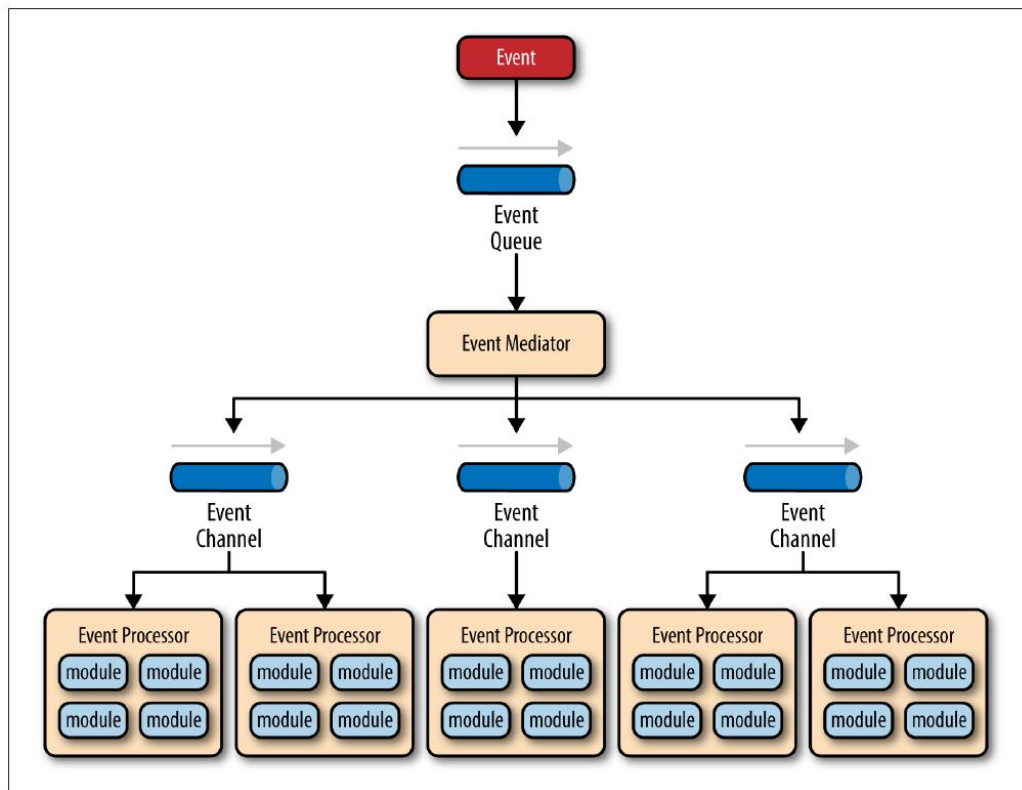 Event
Event
Queue
Event Mediator
Event
Channel
Event
Channel
Event
Channel
Event Processor
module module
module module
Event Processor
module module
module module
Event Processor
module module
module module
Event Processor
module module
module module
Event Processor
module module
module module